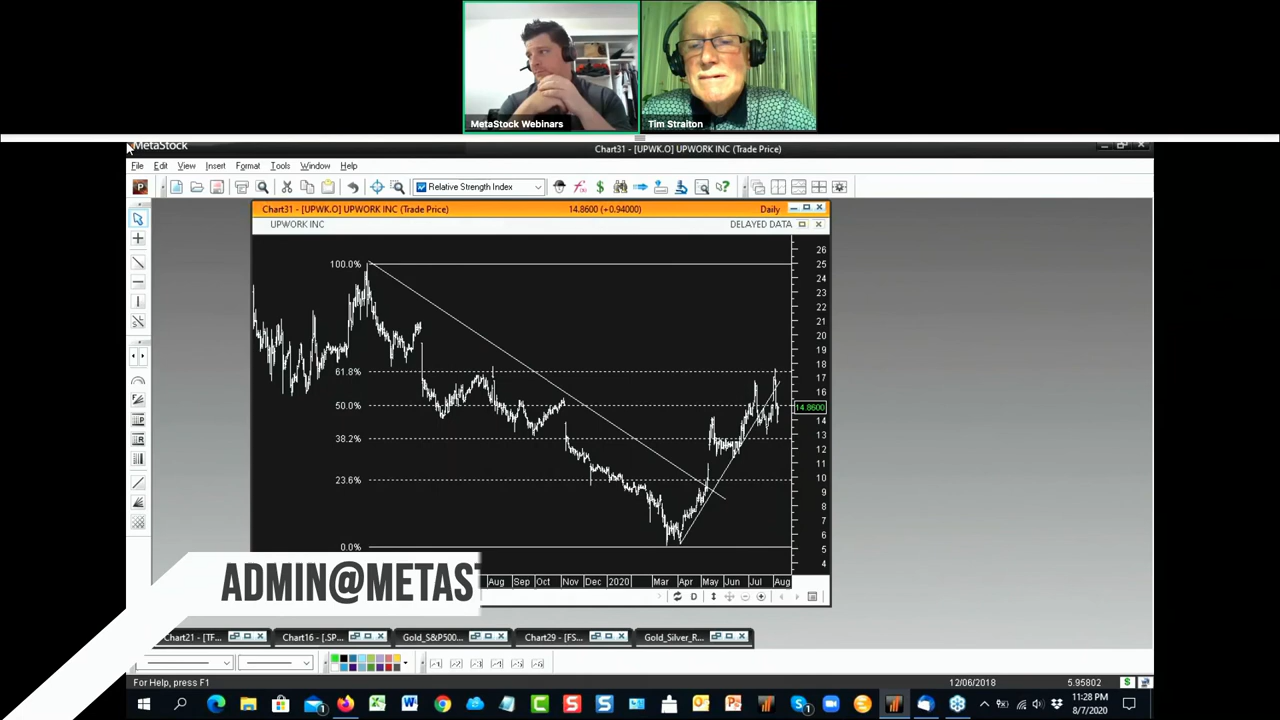 MetaStock Webinars
Tim Straiton
MetaStock
Chart31 - [UPWK.O] UPWORK INC (Trade Price)
File Edit View Insert Format Tools Window Help
Relative Strength Index
Chart31 - [UPWK.O] UPWORK INC (Trade Price) 14.8600 (+0.94000) Daily
UPWORK INC DELAYED DATA
26
100.0% 25
24
23
22
21
20
19
18
61.8%
17
16
50.0% 14.8600
14
38.2% 13
12
11
10
23.6%
9
8
7
6
5
0.0%
4
Aug Sep Oct Nov Dec 2020 Mar Apr May Jun Jul Aug
D
ADMIN@METAS
Chart21 - [TF... Chart16 - [.SP... Gold_S&P500... Chart29 - [FS... Gold_Silver_R...
For Help, press F1 12/06/2018 5.95802
11:28 PM
8/7/2020